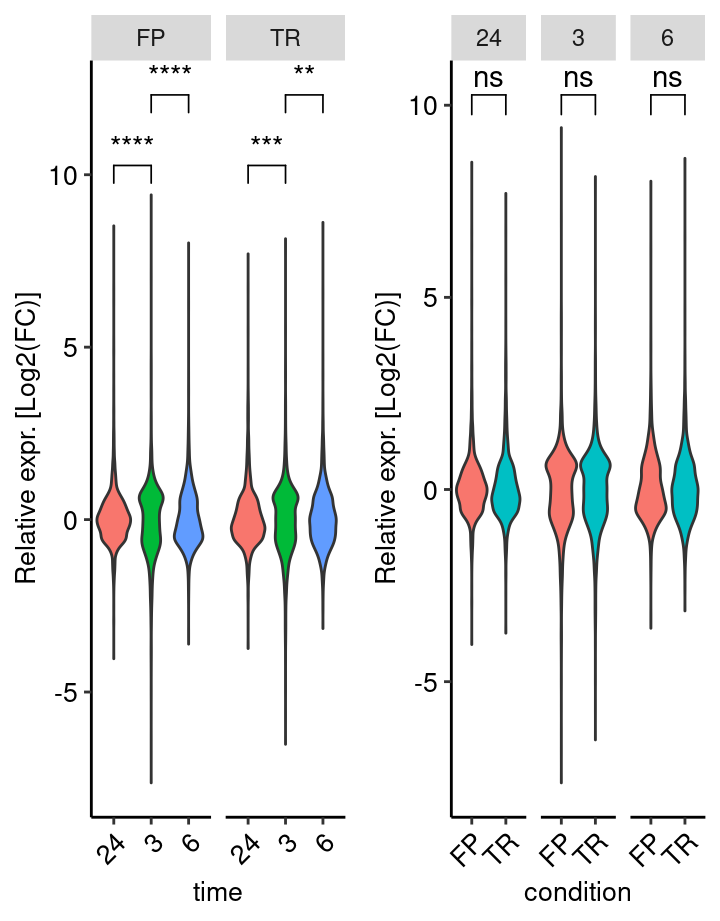 FP TR
**** **
**** ***
10
5
0
-5
Relative expr. [Log2(FC)]
24 3 6 24 3 6
time
24 3 6
ns ns ns
10
5
0
-5
Relative expr. [Log2(FC)]
FP TR FP TR FP TR
condition